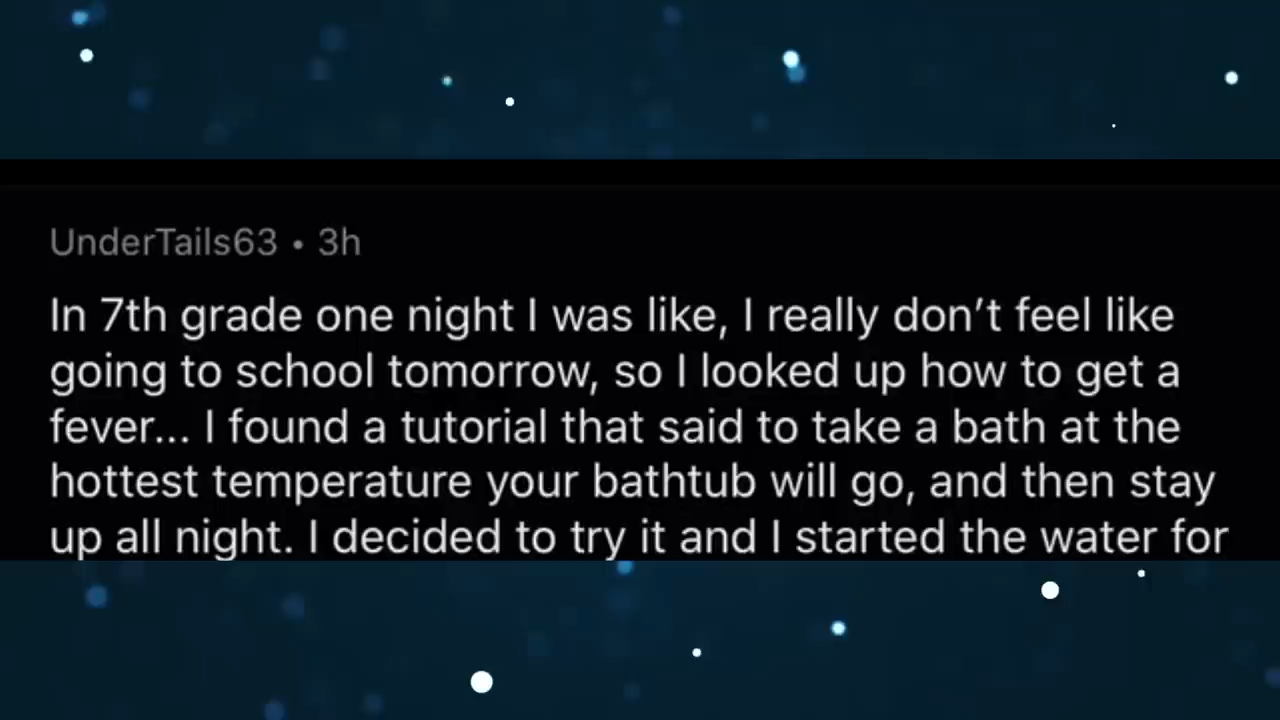 UnderTails63 • 3h
In 7th grade one night I was like, I really don’t feel like
going to school tomorrow, so I looked up how to get a
fever... I found a tutorial that said to take a bath at the
hottest temperature your bathtub will go, and then stay
up all night. I decided to try it and I started the water for